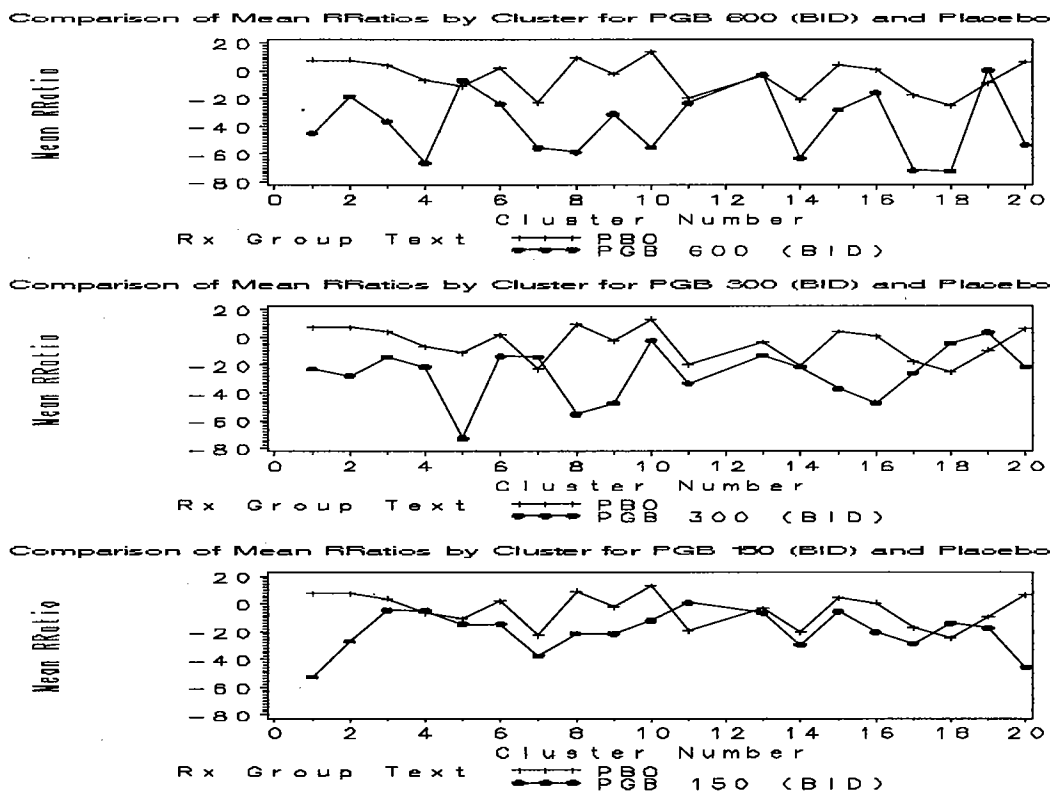 Comparison of Mean RRatios by Cluster for PGB 600 (BID) and Placebo
Mean RRatio
20
0
-20
-40
-60
-80
0 2 4 6 8 10 12 14 16 18 20
Cluster Number
Rx Group Text PBO
PGB 600 (BID)
Comparison of Mean RRatios by Cluster for PGB 300 (BID) and Placebo
Mean RRatio
20
0
-20
-40
-60
-80
0 2 4 6 8 10 12 14 16 18 20
Cluster Number
Rx Group Text PBO
PGB 300 (BID)
Comparison of Mean RRatios by Cluster for PGB 150 (BID) and Placebo
Mean RRatio
20
0
-20
-40
-60
-80
0 2 4 6 8 10 12 14 16 18 20
Cluster Number
Rx Group Text PBO
PGB 150 (BID)